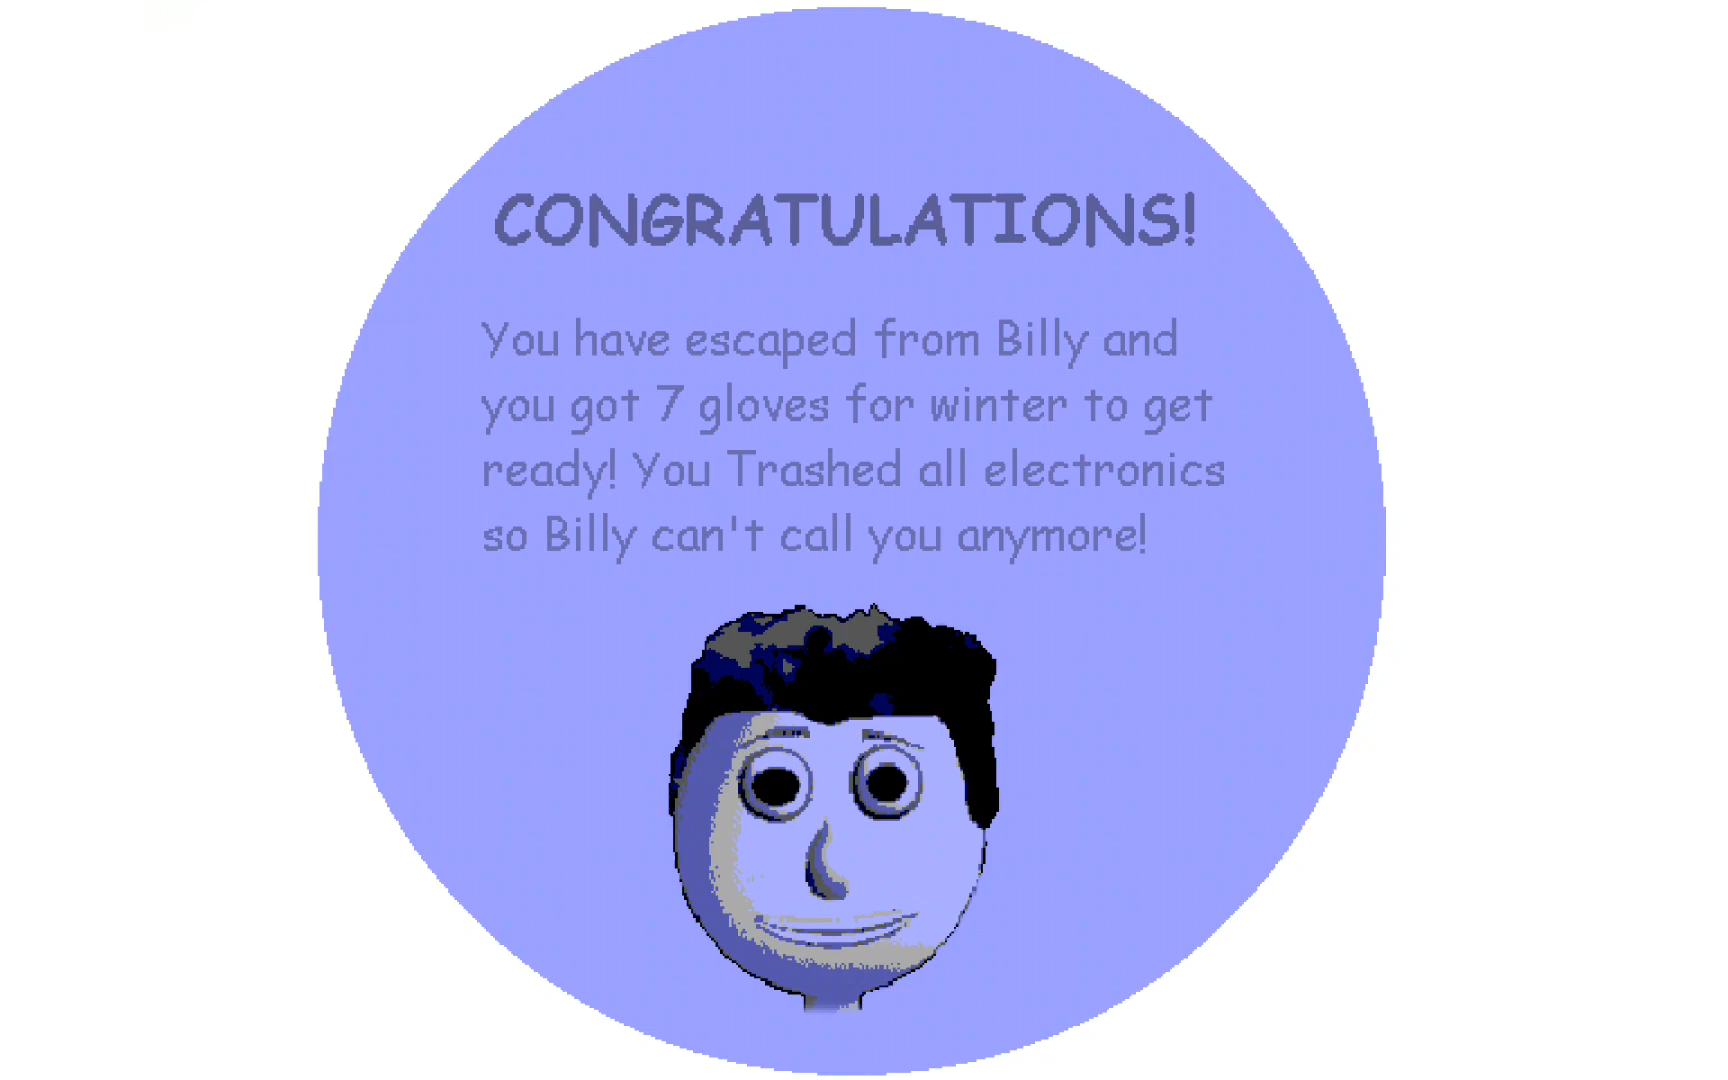 CONGRATULATIONS!
You have escaped from Billy and
you got 7 gloves for winter to get
ready! You Trashed all electronics
so Billy can't call you anymore!